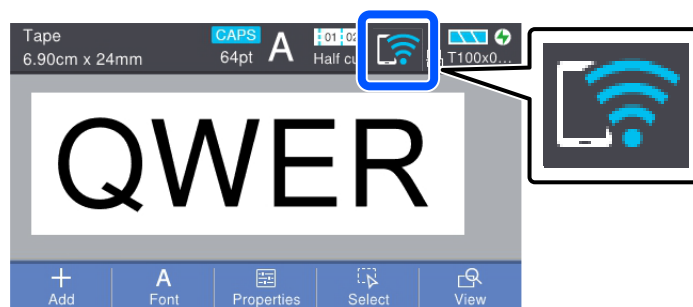 Tape
6.90cm x 24mm
CAPS
64pt
A
01 02
Half cu
T100x0...
QWER
Add
A
Font
Properties
Select
View